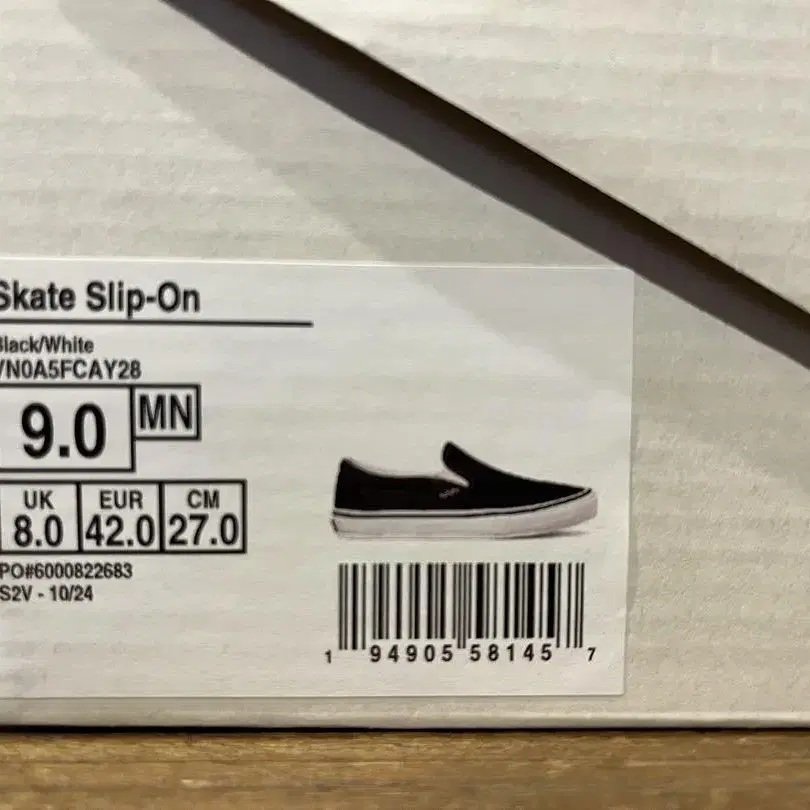 Skate Slip-On
Black/White
VN0A5FCAY28
9.0 MN
UK EUR CM
8.0 42.0 27.0
PO#6000822683
S2V - 10/24
1 94905 58145 7